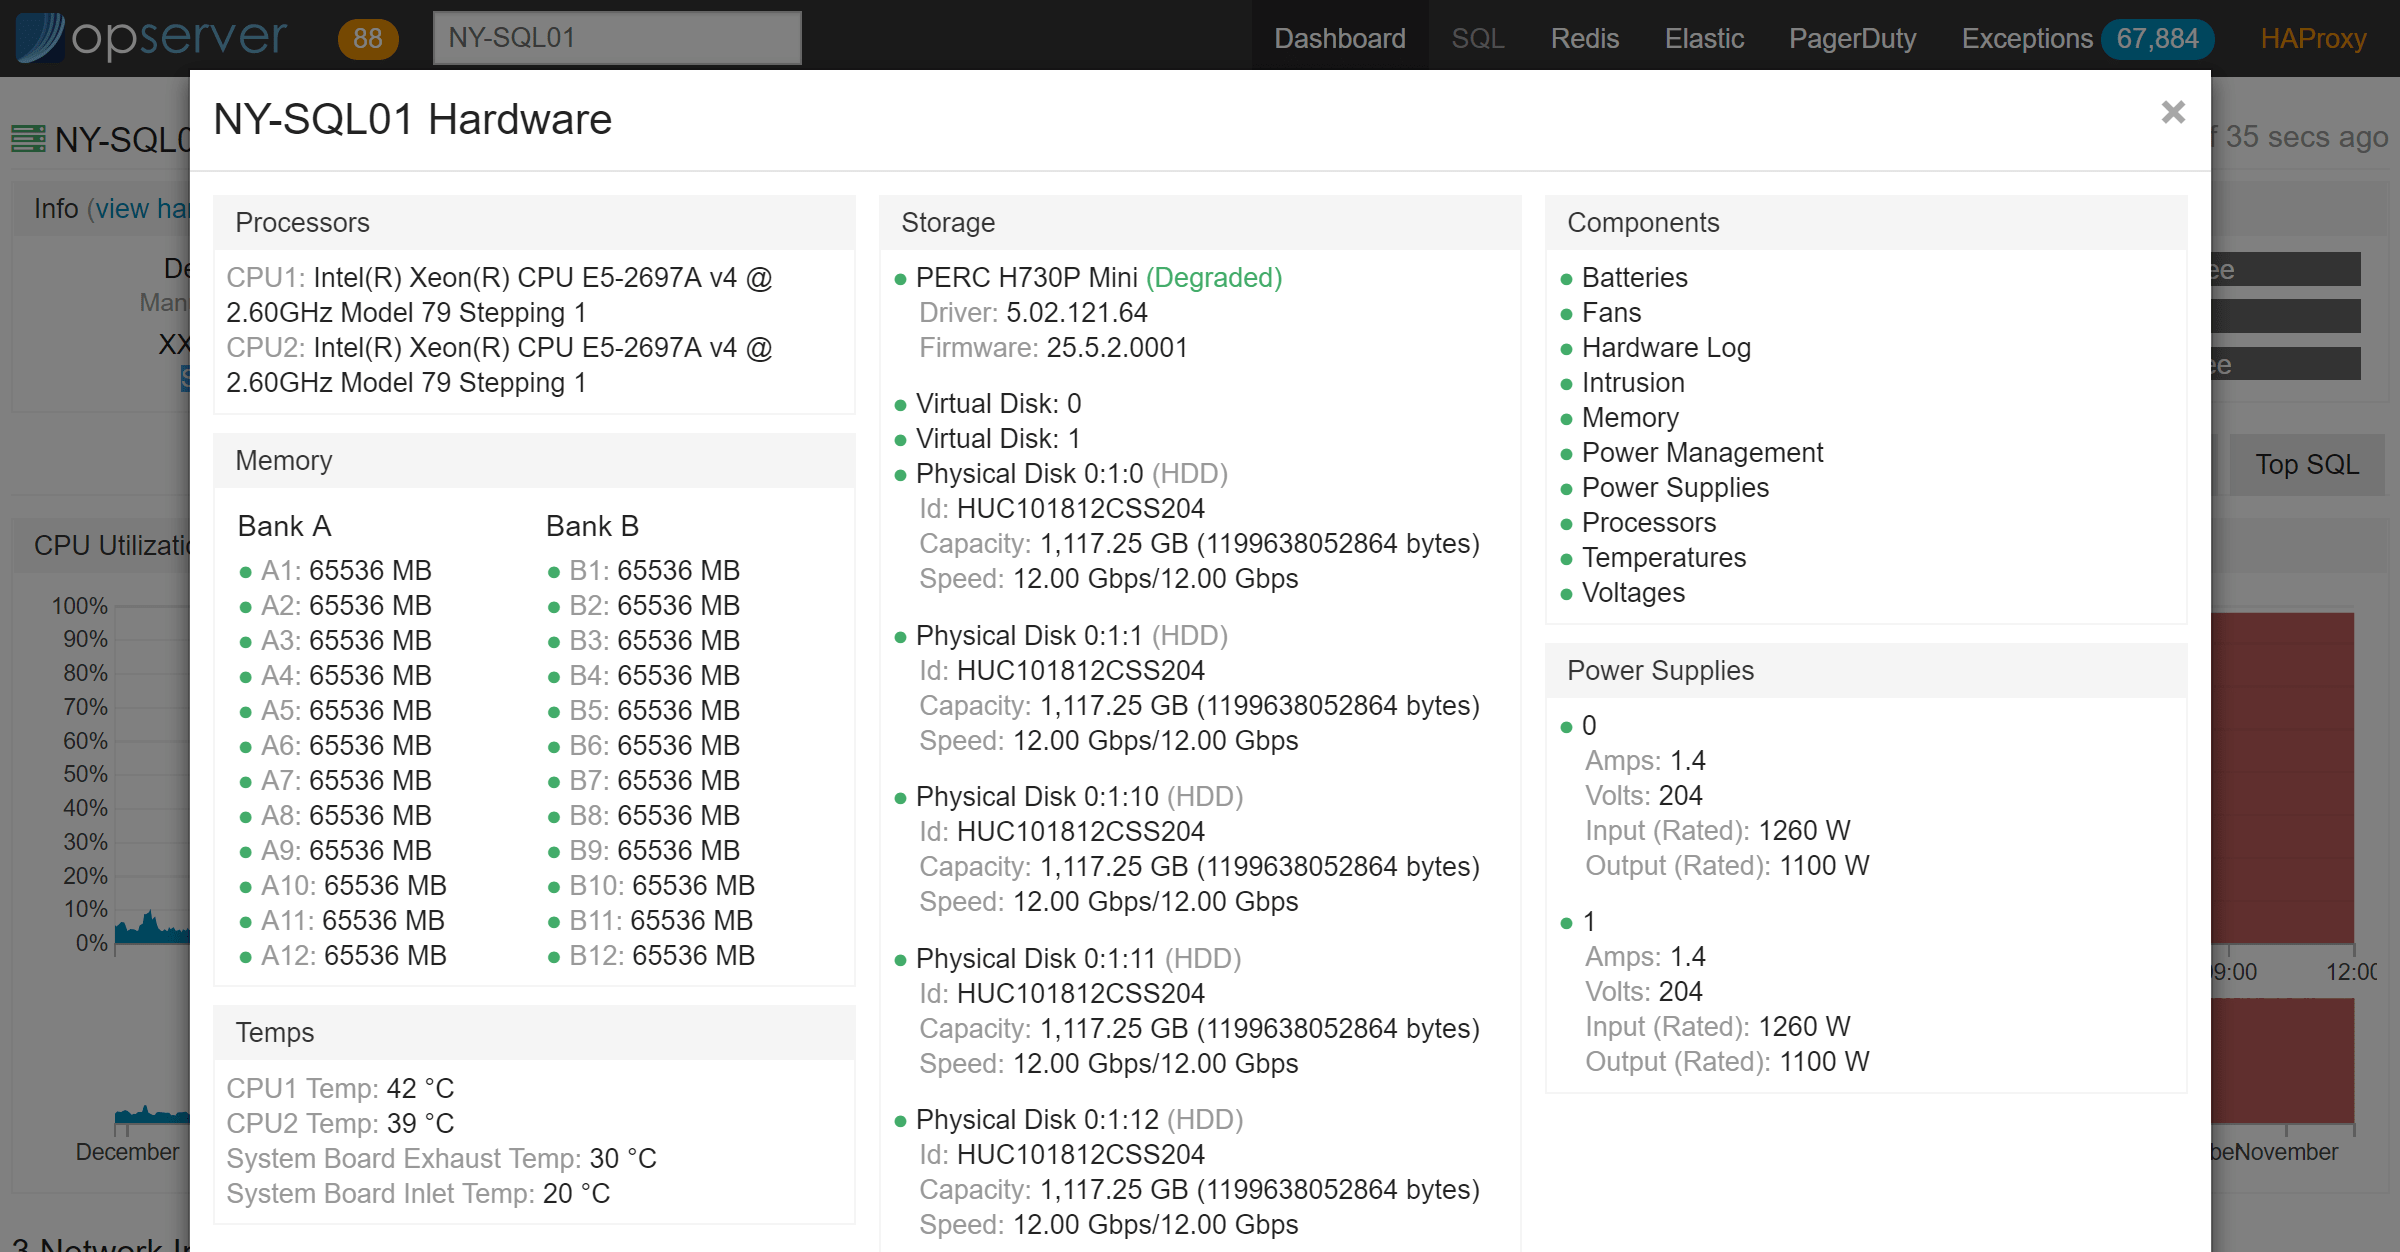 opserver
88
NY-SQL01
Dashboard
SQL
Redis
Elastic
PagerDuty
Exceptions 67,884
HAProxy
NY-SQL01 Hardware
35 secs ago
Info (view
Processors
CPU1: Intel(R) Xeon(R) CPU E5-2697A v4 @
2.60GHz Model 79 Stepping 1
CPU2: Intel(R) Xeon(R) CPU E5-2697A v4 @
2.60GHz Model 79 Stepping 1
Memory
Bank A
A1: 65536 MB
A2: 65536 MB
A3: 65536 MB
A4: 65536 MB
A5: 65536 MB
A6: 65536 MB
A7: 65536 MB
A8: 65536 MB
A9: 65536 MB
A10: 65536 MB
A11: 65536 MB
A12: 65536 MB
Bank B
B1: 65536 MB
B2: 65536 MB
B3: 65536 MB
B4: 65536 MB
B5: 65536 MB
B6: 65536 MB
B7: 65536 MB
B8: 65536 MB
B9: 65536 MB
B10: 65536 MB
B11: 65536 MB
B12: 65536 MB
Temps
CPU1 Temp: 42 °C
CPU2 Temp: 39 °C
System Board Exhaust Temp: 30 °C
System Board Inlet Temp: 20 °C
Storage
PERC H730P Mini (Degraded)
Driver: 5.02.121.64
Firmware: 25.5.2.0001
Virtual Disk: 0
Virtual Disk: 1
Physical Disk 0:1:0 (HDD)
Id: HUC101812CSS204
Capacity: 1,117.25 GB (1199638052864 bytes)
Speed: 12.00 Gbps/12.00 Gbps
Physical Disk 0:1:1 (HDD)
Id: HUC101812CSS204
Capacity: 1,117.25 GB (1199638052864 bytes)
Speed: 12.00 Gbps/12.00 Gbps
Physical Disk 0:1:10 (HDD)
Id: HUC101812CSS204
Capacity: 1,117.25 GB (1199638052864 bytes)
Speed: 12.00 Gbps/12.00 Gbps
Physical Disk 0:1:11 (HDD)
Id: HUC101812CSS204
Capacity: 1,117.25 GB (1199638052864 bytes)
Speed: 12.00 Gbps/12.00 Gbps
Physical Disk 0:1:12 (HDD)
Id: HUC101812CSS204
Capacity: 1,117.25 GB (1199638052864 bytes)
Speed: 12.00 Gbps/12.00 Gbps
Components
Batteries
Fans
Hardware Log
Intrusion
Memory
Power Management
Power Supplies
Processors
Temperatures
Voltages
Power Supplies
0
Amps: 1.4
Volts: 204
Input (Rated): 1260 W
Output (Rated): 1100 W
1
Amps: 1.4
Volts: 204
Input (Rated): 1260 W
Output (Rated): 1100 W
Top SQL
CPU
100%
90%
80%
70%
60%
50%
40%
30%
20%
10%
0%
December
November